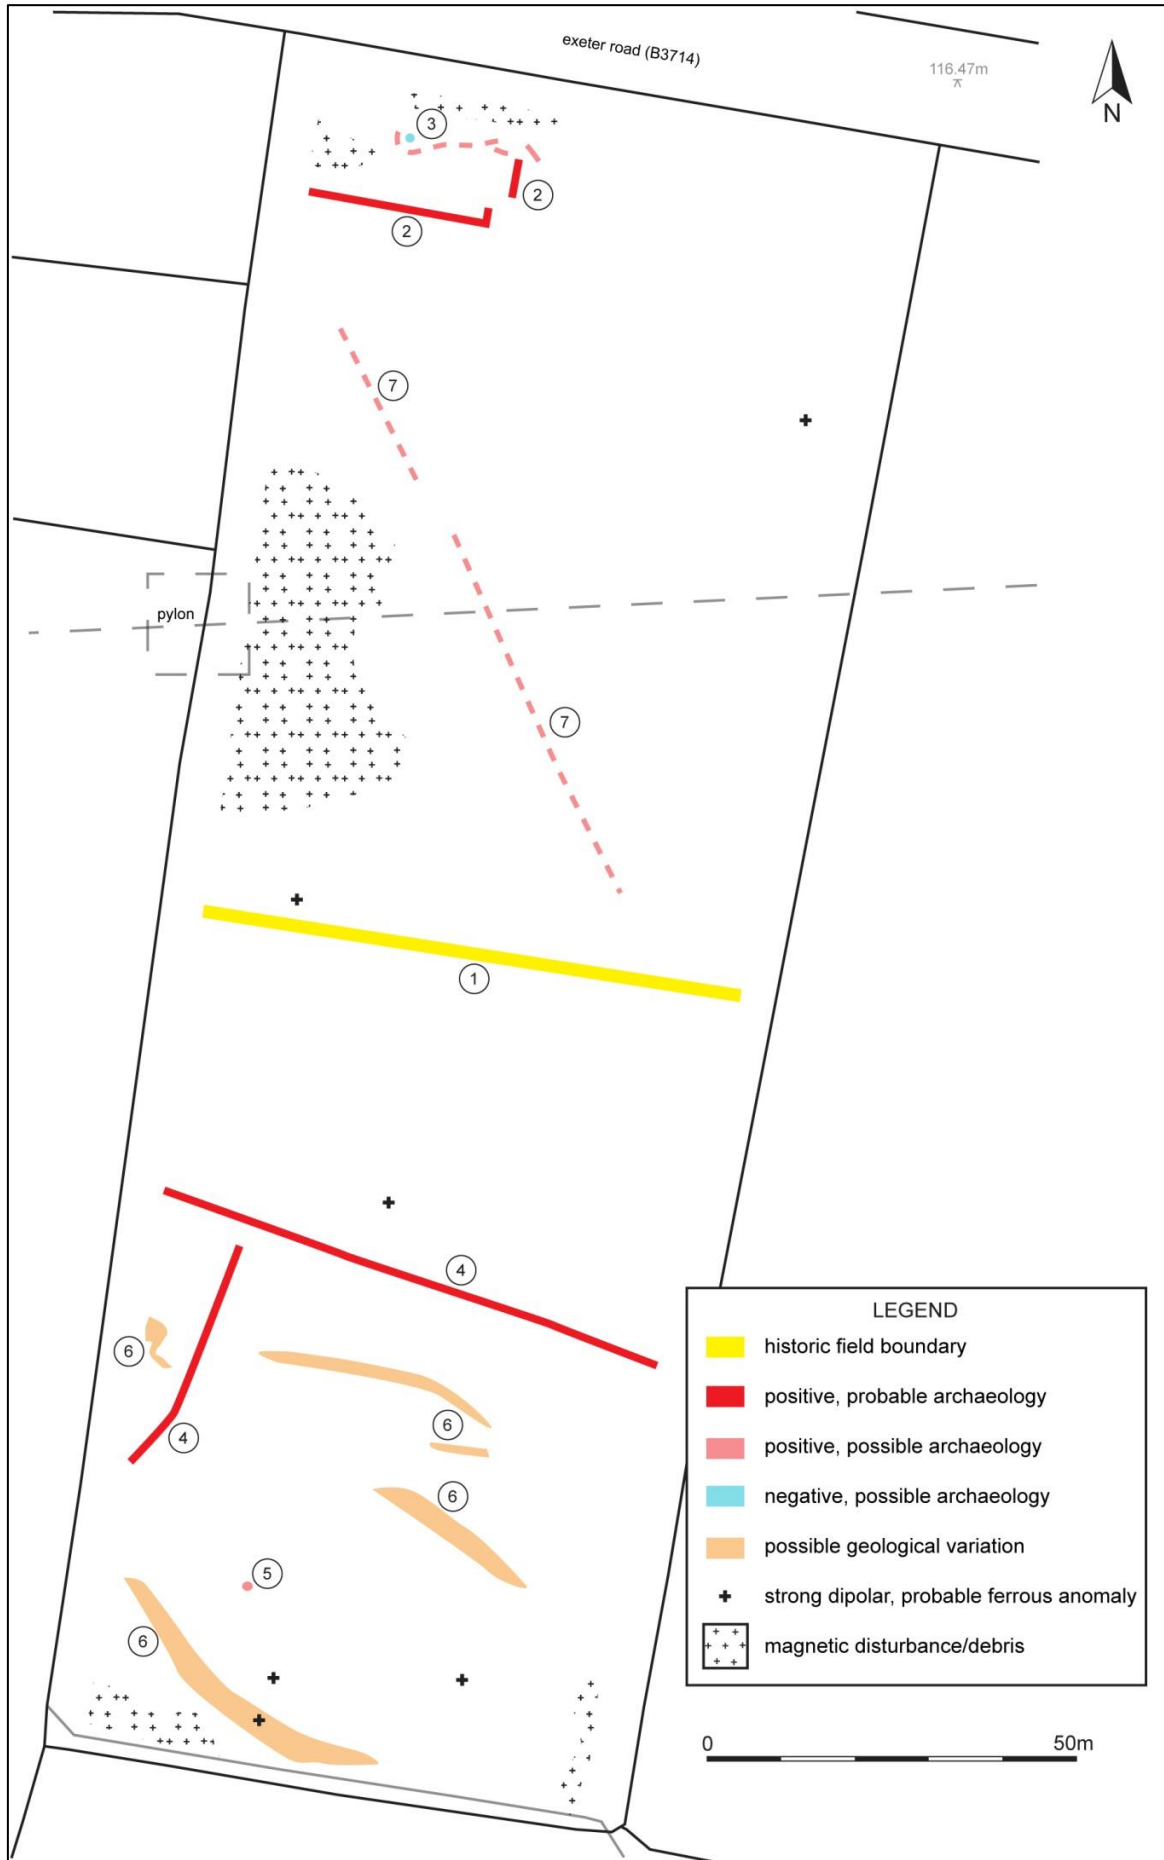 exeter road (B3714)
116.47m
N
3
2
2
7
pylon
7
1
4
4
6
6
6
5
6
LEGEND
historic field boundary
positive, probable archaeology
positive, possible archaeology
negative, possible archaeology
possible geological variation
strong dipolar, probable ferrous anomaly
magnetic disturbance/debris
0 50m